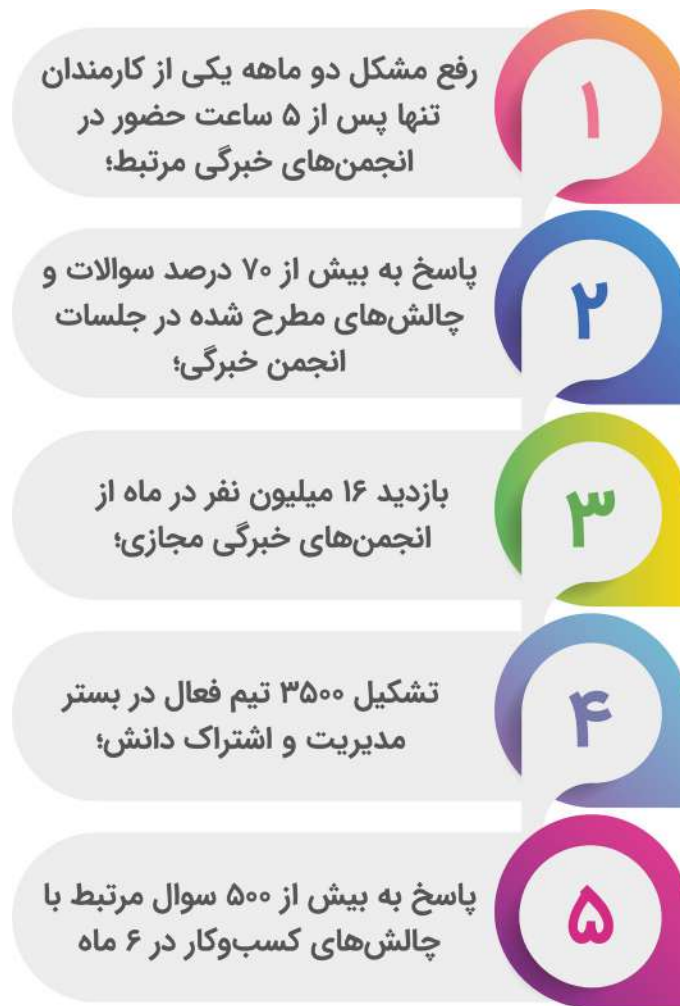 ۱
رفع مشکل دو ماهه یکی از کارمندان
تنها پس از ۵ ساعت حضور در
انجمن‌های خبرگی مرتبط؛
۲
پاسخ به بیش از ۷۰ درصد سوالات و
چالش‌های مطرح شده در جلسات
انجمن خبرگی؛
۳
بازدید ۱۶ میلیون نفر در ماه از
انجمن‌های خبرگی مجازی؛
۴
تشکیل ۳۵۰۰ تیم فعال در بستر
مدیریت و اشتراک دانش؛
۵
پاسخ به بیش از ۵۰۰ سوال مرتبط با
چالش‌های کسب‌وکار در ۶ ماه